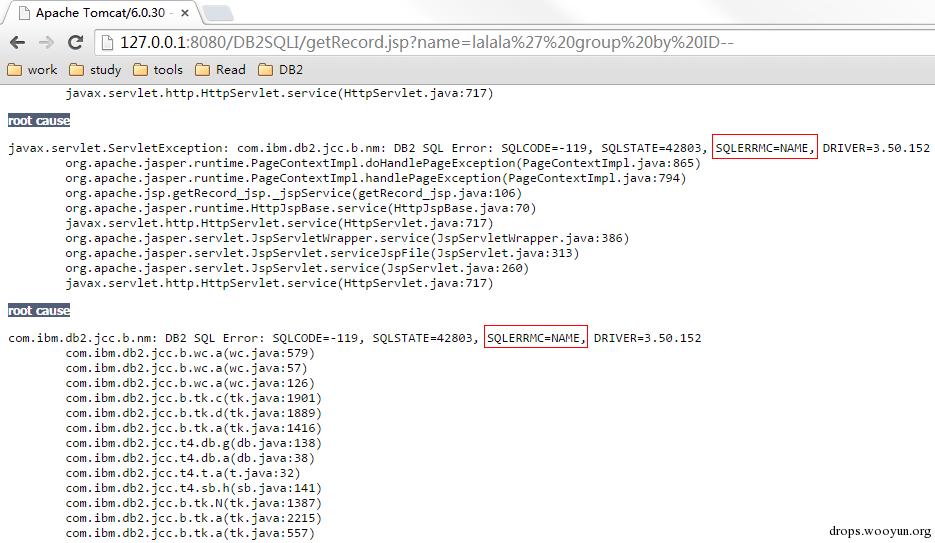 Apache Tomcat/6.0.30 -
127.0.0.1:8080/DB2SQLI/getRecord.jsp?name=lalala%27%20group%20by%20ID--
work study tools Read DB2
javax.servlet.http.HttpServlet.service(HttpServlet.java:717)
root cause
javax.servlet.ServletException: com.ibm.db2.jcc.b.nm: DB2 SQL Error: SQLCODE=-119, SQLSTATE=42803, SQLERRMC=NAME, DRIVER=3.50.152
org.apache.jasper.runtime.PageContextImpl.doHandlePageException(PageContextImpl.java:865)
org.apache.jasper.runtime.PageContextImpl.handlePageException(PageContextImpl.java:794)
org.apache.jsp.getRecord_jsp._jspService(getRecord_jsp.java:106)
org.apache.jasper.runtime.HttpJspBase.service(HttpJspBase.java:70)
javax.servlet.http.HttpServlet.service(HttpServlet.java:717)
org.apache.jasper.servlet.JspServletWrapper.service(JspServletWrapper.java:386)
org.apache.jasper.servlet.JspServlet.serviceJspFile(JspServlet.java:313)
org.apache.jasper.servlet.JspServlet.service(JspServlet.java:260)
javax.servlet.http.HttpServlet.service(HttpServlet.java:717)
root cause
com.ibm.db2.jcc.b.nm: DB2 SQL Error: SQLCODE=-119, SQLSTATE=42803, SQLERRMC=NAME, DRIVER=3.50.152
com.ibm.db2.jcc.b.wc.a(wc.java:579)
com.ibm.db2.jcc.b.wc.a(wc.java:57)
com.ibm.db2.jcc.b.wc.a(wc.java:126)
com.ibm.db2.jcc.b.tk.c(tk.java:1901)
com.ibm.db2.jcc.b.tk.d(tk.java:1889)
com.ibm.db2.jcc.b.tk.a(tk.java:1416)
com.ibm.db2.jcc.t4.db.g(db.java:138)
com.ibm.db2.jcc.t4.db.a(db.java:38)
com.ibm.db2.jcc.t4.t.a(t.java:32)
com.ibm.db2.jcc.t4.sb.h(sb.java:141)
com.ibm.db2.jcc.b.tk.N(tk.java:1387)
com.ibm.db2.jcc.b.tk.a(tk.java:2215)
com.ibm.db2.jcc.b.tk.a(tk.java:557)
drops.wooyun.org